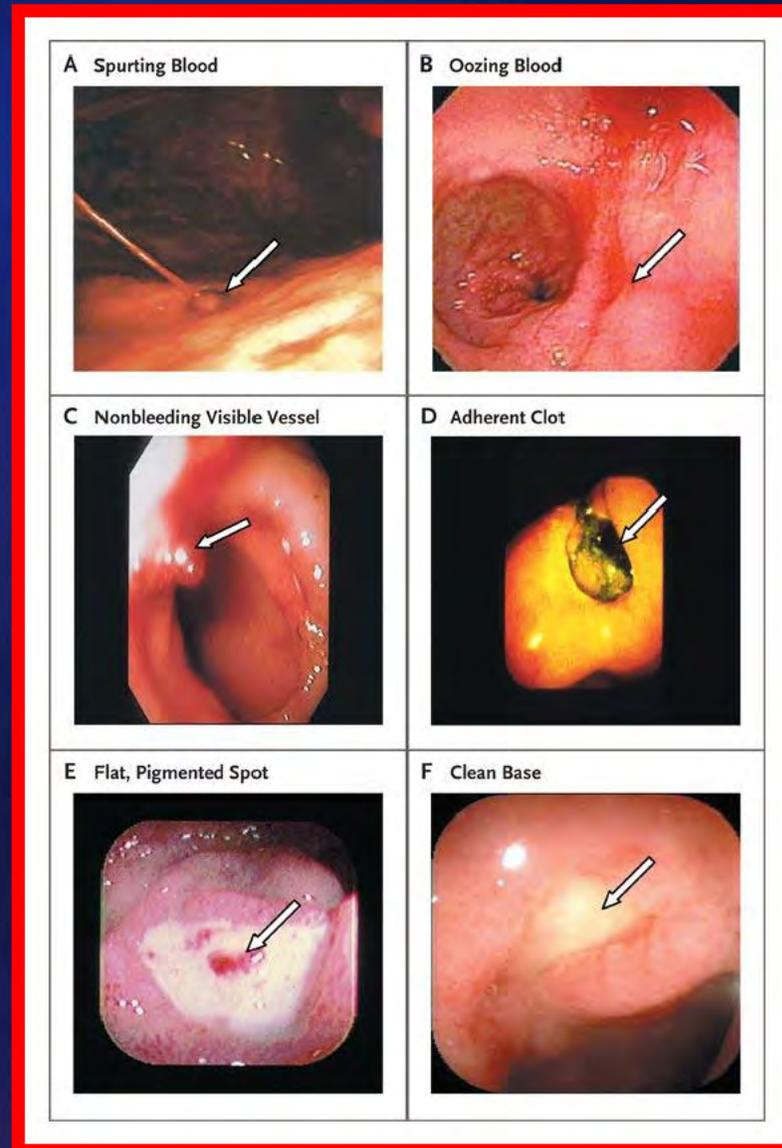 A Spurting Blood
B Oozing Blood
C Nonbleeding Visible Vessel
D Adherent Clot
E Flat, Pigmented Spot
F Clean Base